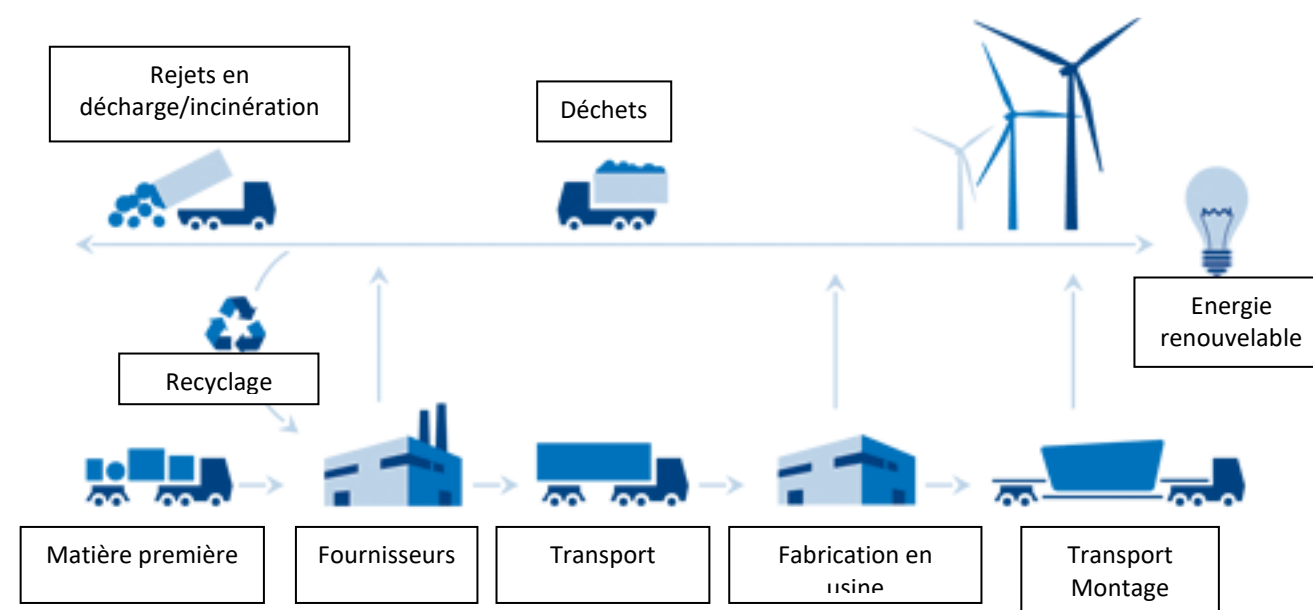 Rejets en
décharge/incinération
Déchets
Energie
renouvelable
Recyclage
Matière première
Fournisseurs
Transport
Fabrication en
usine
Transport
Montage